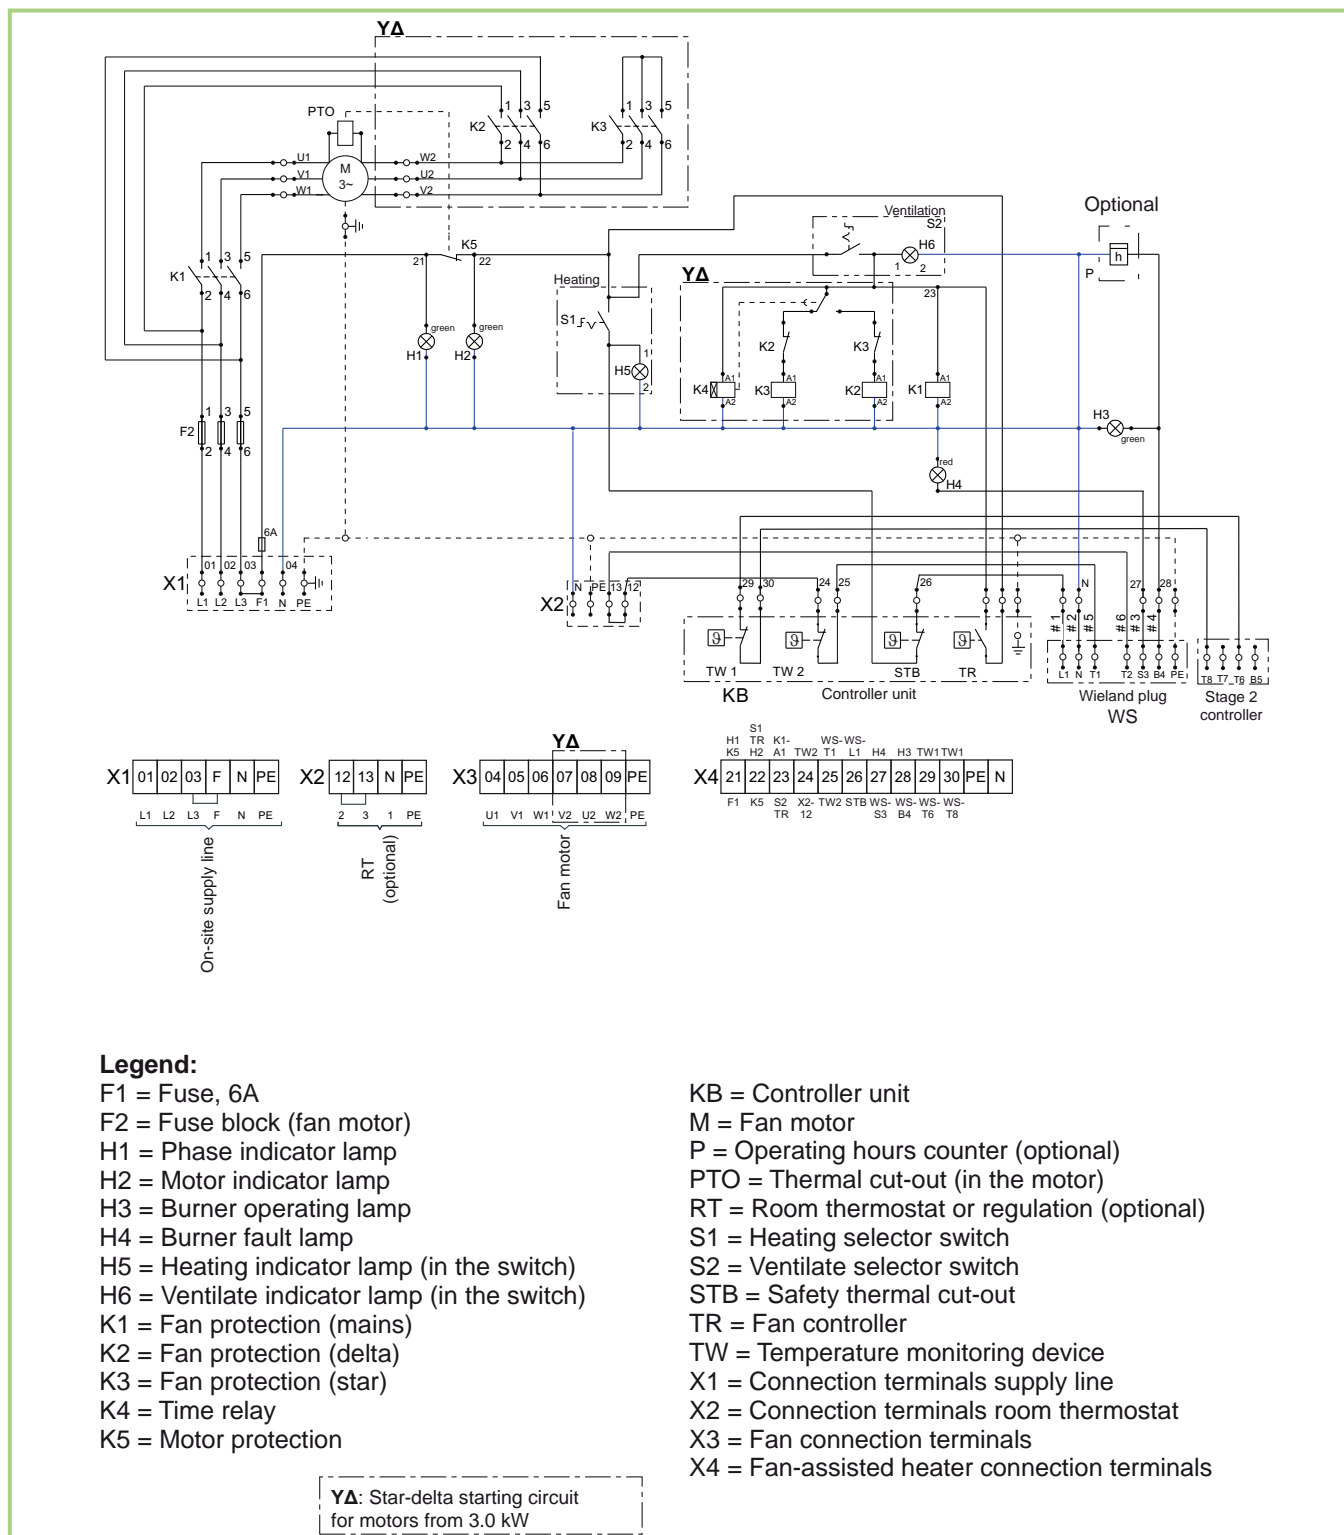 YΔ
PTO
1 3 5
K2
2 4 6
1 3 5
K3
2 4 6
U1
V1
W1
M
3~
W2
U2
V2
K1
1 3 5
2 4 6
21
K5
22
green
H1
green
H2
Heating
S1
H5
1
2
Ventilation
S2
H6
1
2
YΔ
23
K2
K3
K4
A1
A2
K3
A1
A2
K2
A1
A2
K1
A1
A2
Optional
P
h
H3
green
red
H4
F2
1 3 5
2 4 6
6A
X1
01 02 03 04
L1 L2 L3 F1 N PE
X2
N PE 13 12
29 30 24 25 26 N 27 28
# 1 # 2 # 5 # 6 # 3 # 4
ϑ ϑ ϑ ϑ
TW 1 TW 2 STB TR
KB
Controller unit
L1 N T1 T2 S3 B4 PE
Wieland plug
WS
T8 T7 T6 B5
Stage 2
controller
X1 01 02 03 F N PE
L1 L2 L3 F N PE
On-site supply line
X2 12 13 N PE
2 3 1 PE
RT
(optional)
YΔ
X3 04 05 06 07 08 09 PE
U1 V1 W1 V2 U2 W2 PE
Fan motor
S1
H1 TR K1- WS- WS-
K5 H2 A1 TW2 T1 L1 H4 H3 TW1 TW1
X4 21 22 23 24 25 26 27 28 29 30 PE N
F1 K5 S2 X2- TW2 STB WS- WS- WS- WS-
TR 12 S3 B4 T6 T8
Legend:
F1 = Fuse, 6A
F2 = Fuse block (fan motor)
H1 = Phase indicator lamp
H2 = Motor indicator lamp
H3 = Burner operating lamp
H4 = Burner fault lamp
H5 = Heating indicator lamp (in the switch)
H6 = Ventilate indicator lamp (in the switch)
K1 = Fan protection (mains)
K2 = Fan protection (delta)
K3 = Fan protection (star)
K4 = Time relay
K5 = Motor protection
KB = Controller unit
M = Fan motor
P = Operating hours counter (optional)
PTO = Thermal cut-out (in the motor)
RT = Room thermostat or regulation (optional)
S1 = Heating selector switch
S2 = Ventilate selector switch
STB = Safety thermal cut-out
TR = Fan controller
TW = Temperature monitoring device
X1 = Connection terminals supply line
X2 = Connection terminals room thermostat
X3 = Fan connection terminals
X4 = Fan-assisted heater connection terminals
YΔ: Star-delta starting circuit
for motors from 3.0 kW